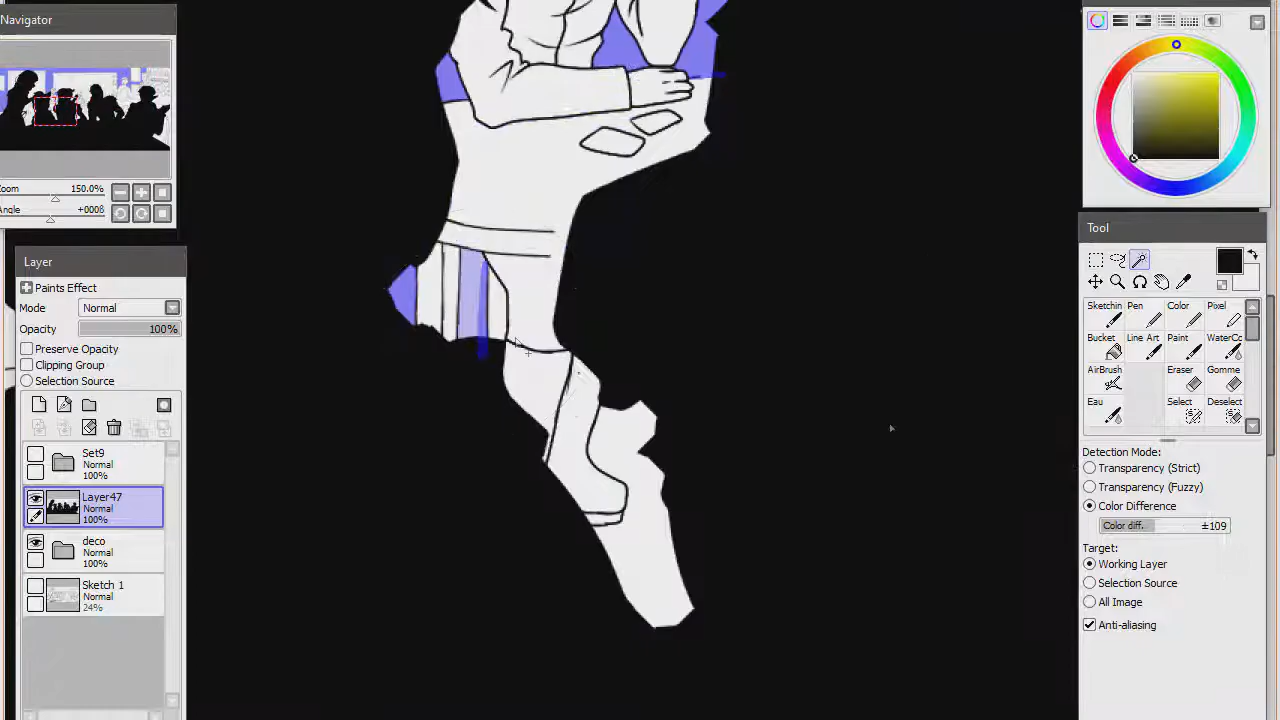 Navigator
Zoom 150.0%
Angle +0006
Layer
Paints Effect
Mode Normal
Opacity 100%
Preserve Opacity
Clipping Group
Selection Source
Set9
Normal
100%
Layer47
Normal
100%
deco
Normal
100%
Sketch 1
Normal
24%
Tool
Sketchin Pen Color Pixel
Bucket Line Art Paint WaterCo
AirBrush Eraser Gomme
Eau Select Deselect
Detection Mode:
Transparency (Strict)
Transparency (Fuzzy)
Color Difference
Color diff. ±109
Target:
Working Layer
Selection Source
All Image
Anti-aliasing